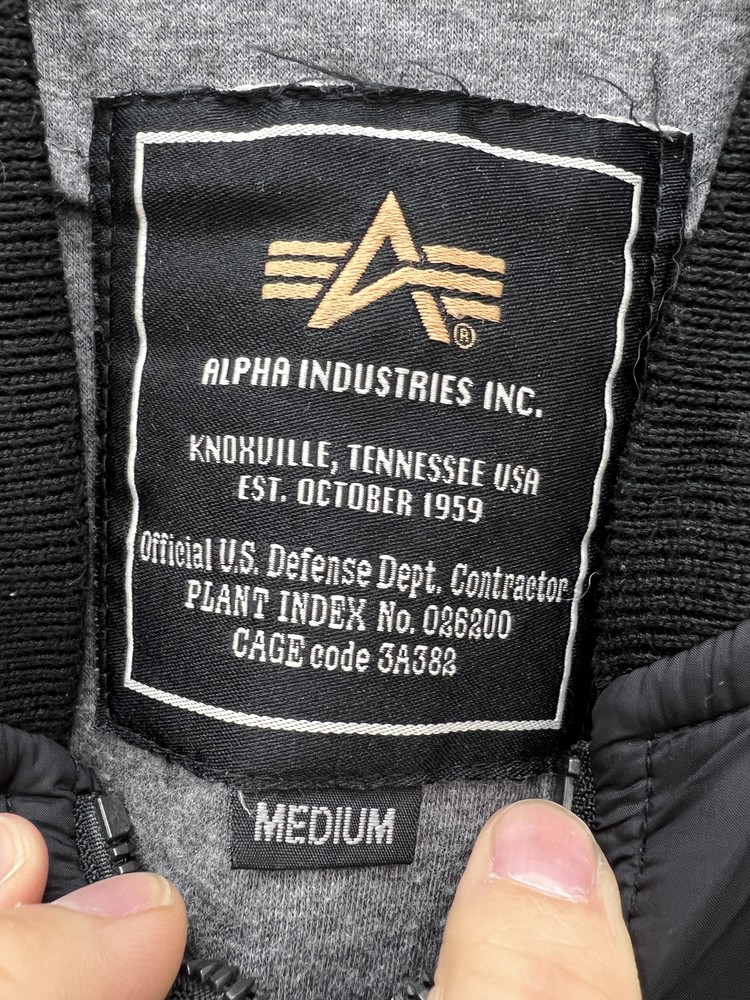 ®
ALPHA INDUSTRIES INC.
KNOXVILLE, TENNESSEE USA
EST. OCTOBER 1959
Official U.S. Defense Dept. Contractor
PLANT INDEX No. 026200
CAGE code 3A382
MEDIUM